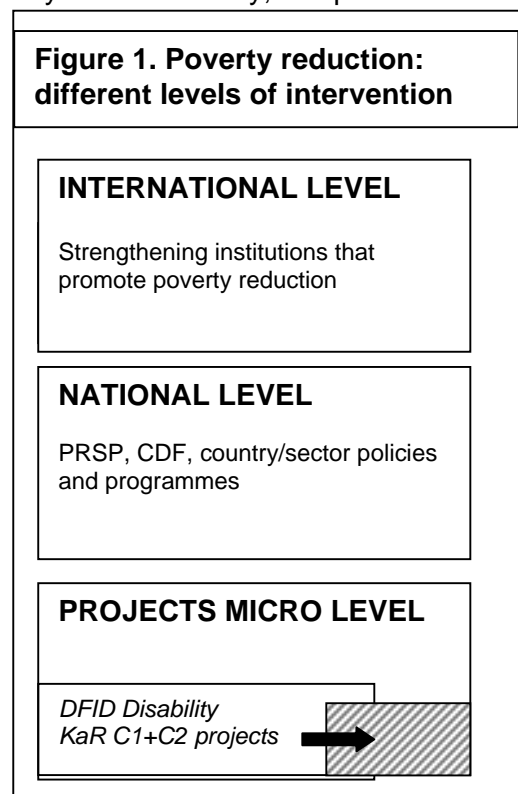 Figure 1. Poverty reduction:
different levels of intervention
INTERNATIONAL LEVEL
Strengthening institutions that
promote poverty reduction
NATIONAL LEVEL
PRSP, CDF, country/sector policies
and programmes
PROJECTS MICRO LEVEL
DFID Disability
KaR C1+C2 projects